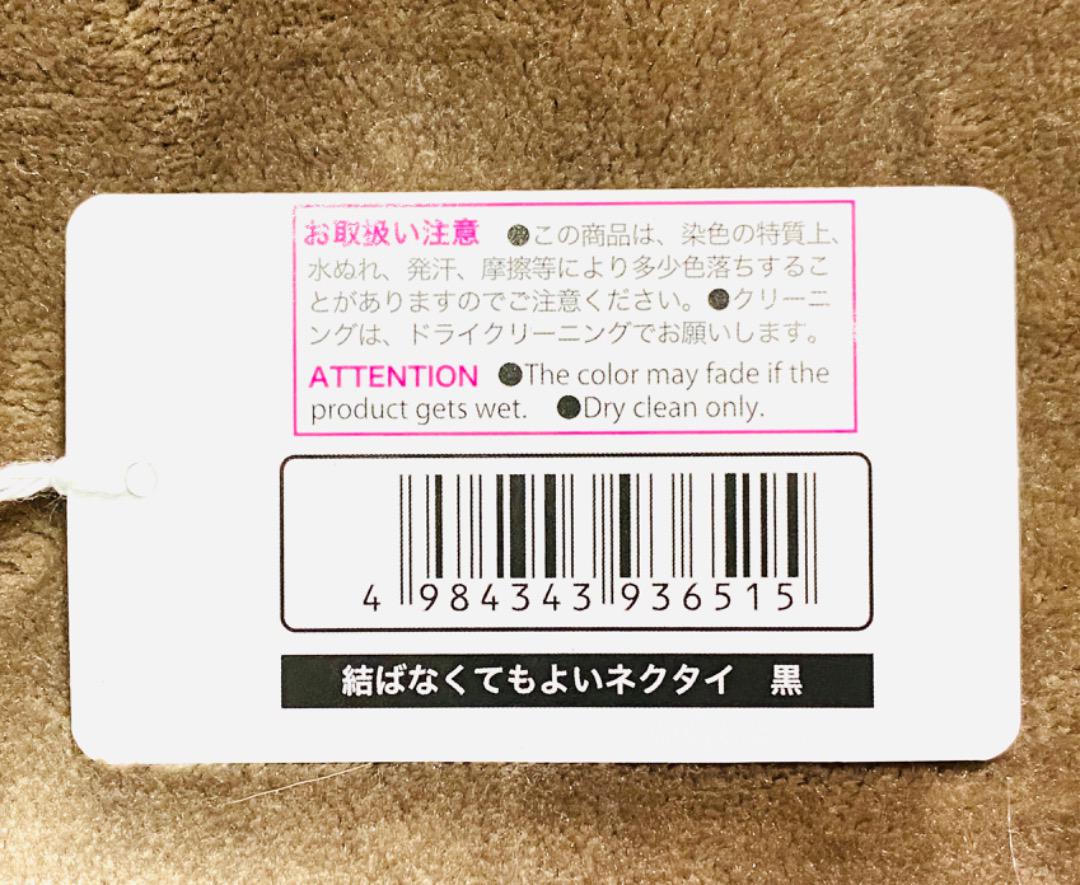 お取扱い注意 ●この商品は、染色の特質上、
水ぬれ、発汗、摩擦等により多少色落ちするこ
とがありますのでご注意ください。●クリーニ
ングは、ドライクリーニングでお願いします。
ATTENTION ●The color may fade if the
product gets wet. ●Dry clean only.
4 984343 936515
結ばなくてもよいネクタイ 黒